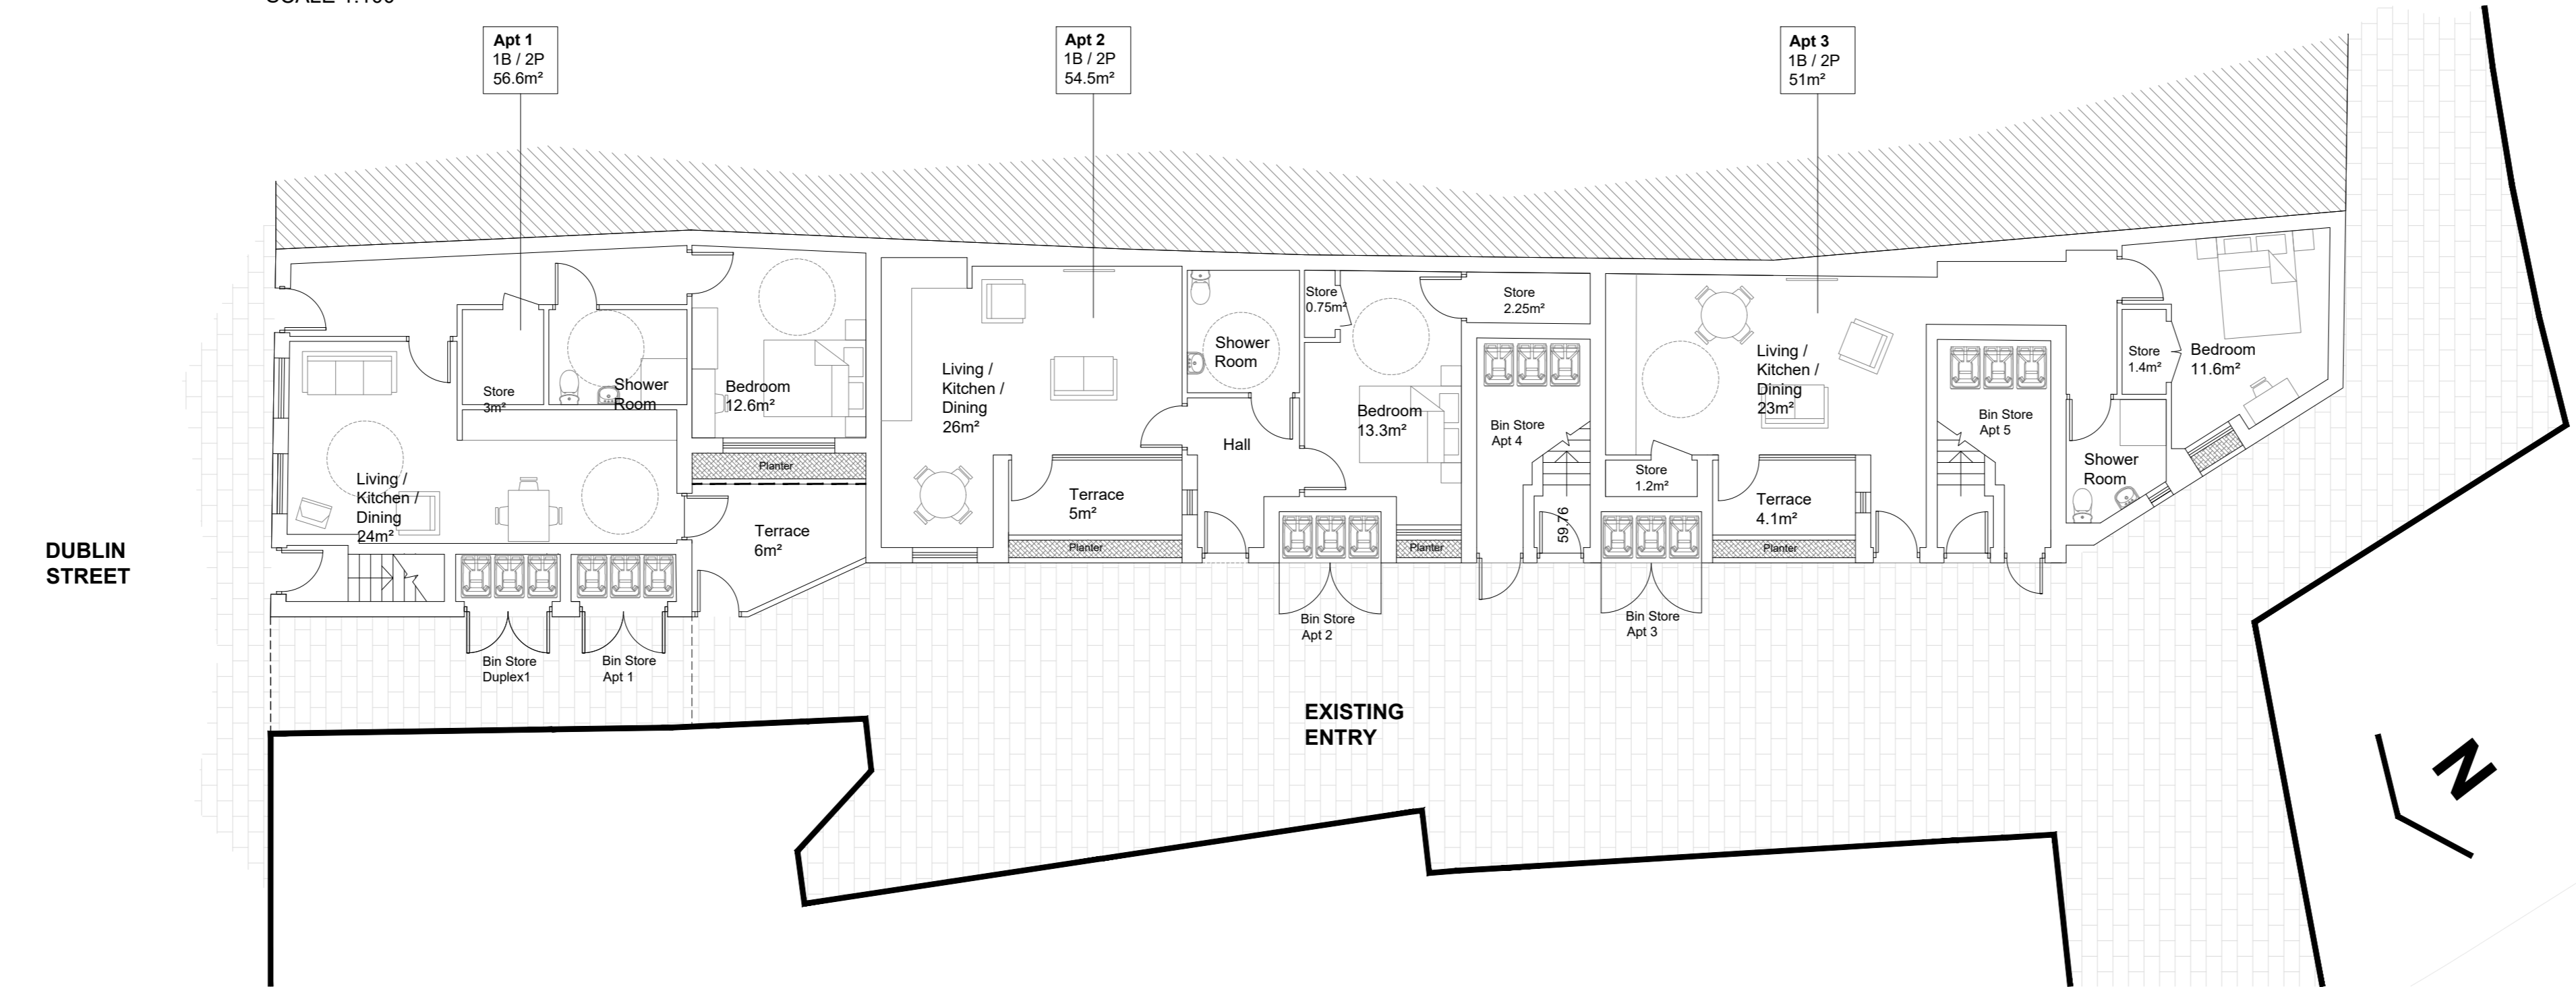 Apt 1
1B / 2P
56.6m²
Apt 2
1B / 2P
54.5m²
Apt 3
1B / 2P
51m²
Store
3m²
Shower
Room
Bedroom
12.6m²
Living /
Kitchen /
Dining
24m²
Planter
Terrace
6m²
Living /
Kitchen /
Dining
26m²
Terrace
5m²
Planter
Shower
Room
Hall
Store
0.75m²
Bedroom
13.3m²
Planter
Store
2.25m²
Bin Store
Apt 4
59.76
Living /
Kitchen /
Dining
23m²
Store
1.2m²
Terrace
4.1m²
Planter
Bin Store
Apt 5
Store
1.4m²
Bedroom
11.6m²
Shower
Room
DUBLIN
STREET
Bin Store
Duplex1
Bin Store
Apt 1
Bin Store
Apt 2
Bin Store
Apt 3
EXISTING
ENTRY
N